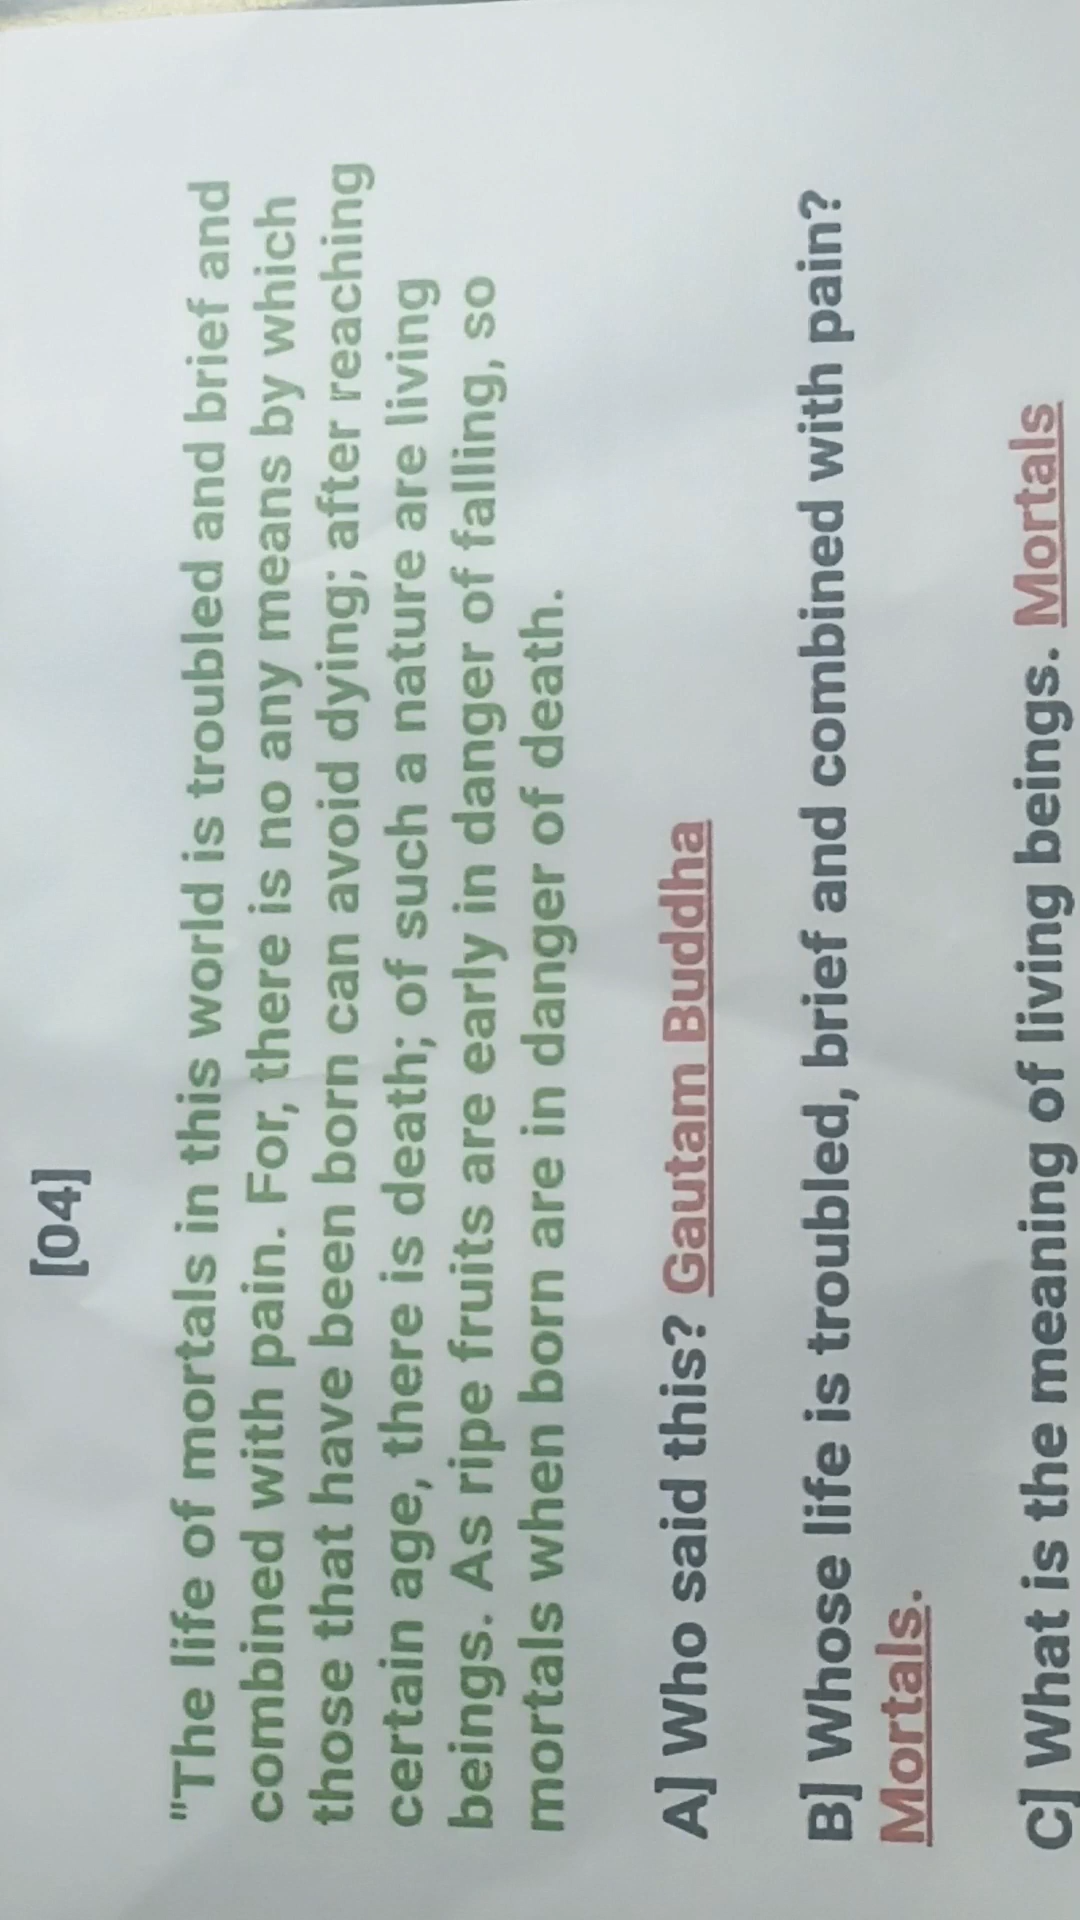 [04]
"The life of mortals in this world is troubled and brief and
combined with pain. For, there is no any means by which
those that have been born can avoid dying; after reaching
certain age, there is death; of such a nature are living
beings. As ripe fruits are early in danger of falling, so
mortals when born are in danger of death.
A] Who said this? Gautam Buddha
B] Whose life is troubled, brief and combined with pain?
Mortals.
C] What is the meaning of living beings. Mortals